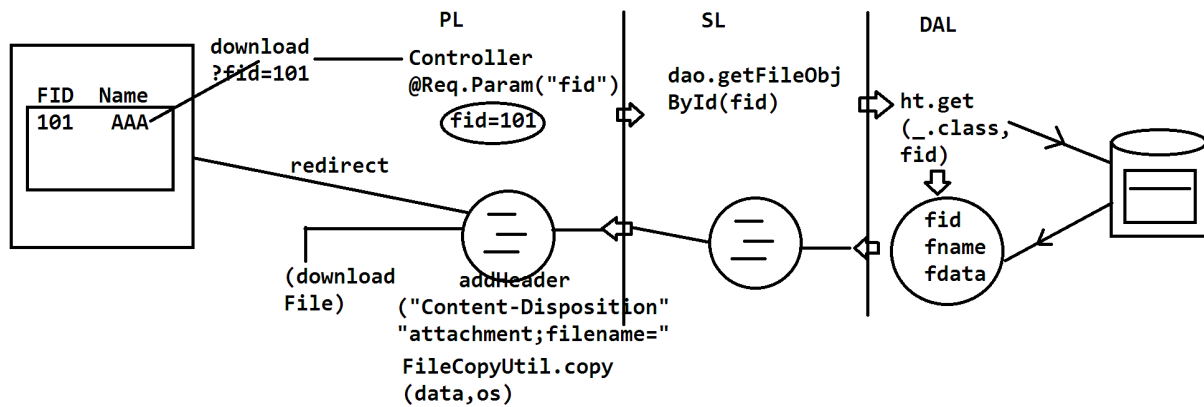 PL
SL
DAL
download
?fid=101
FID Name
101 AAA
Controller
@Req.Param("fid")
fid=101
dao.getFileObj
ById(fid)
ht.get
(_.class,
fid)
redirect
fid
fname
fdata
(download
File)
addHeader
("Content-Disposition"
"attachment;filename="
FileCopyUtil.copy
(data,os)